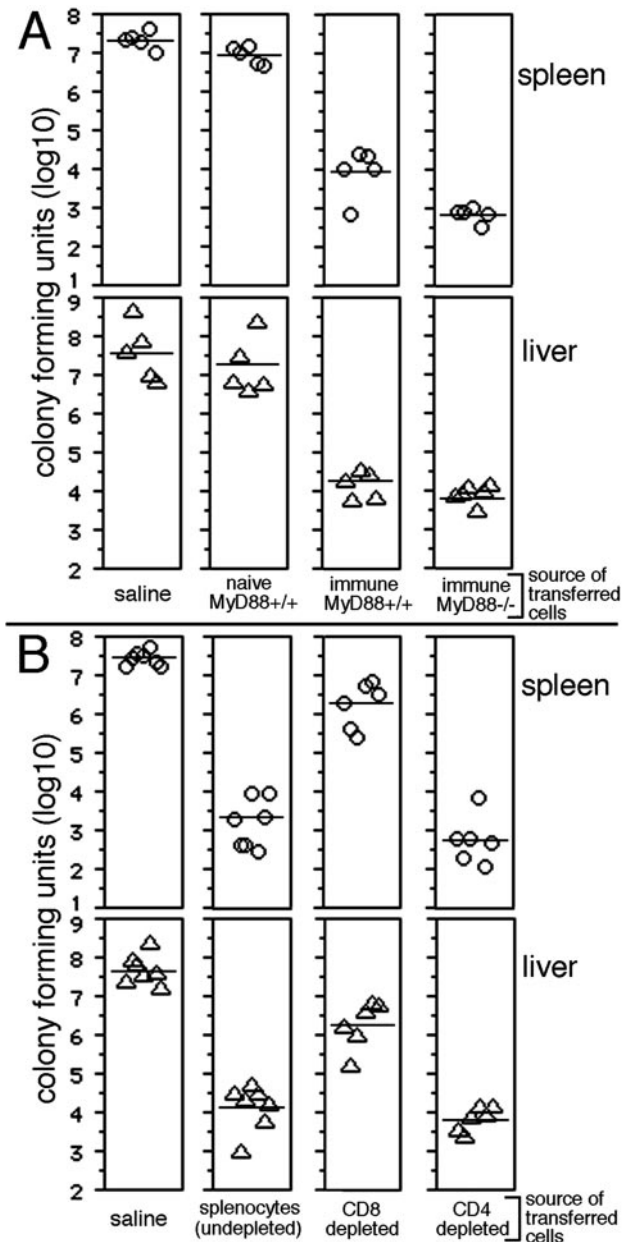 A
8
7
6
5
4
3
2
1
spleen
9
8
7
6
5
4
3
2
liver
colony forming units (log10)
saline
naive
MyD88+/+
immune
MyD88+/+
immune
MyD88-/-
source of
transferred
cells
B
8
7
6
5
4
3
2
1
spleen
9
8
7
6
5
4
3
2
liver
colony forming units (log10)
saline
splenocytes
(undepleted)
CD8
depleted
CD4
depleted
source of
transferred
cells